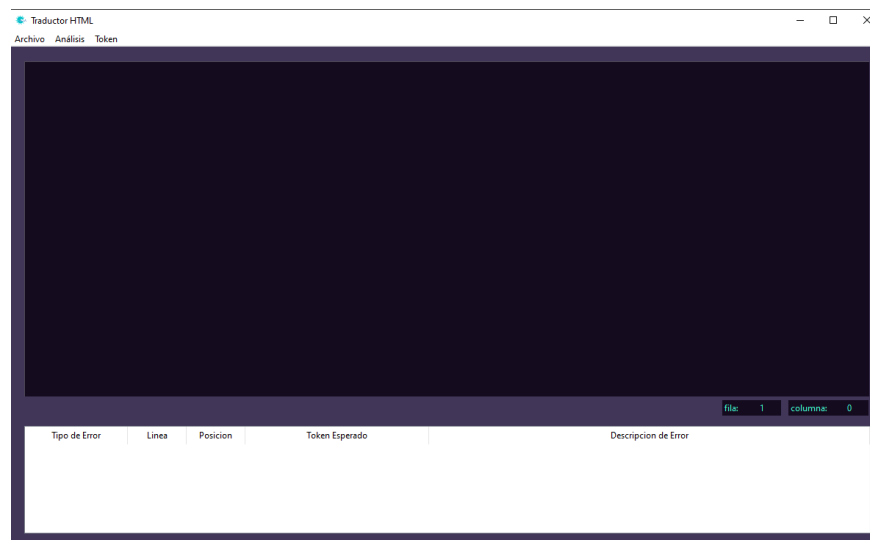 Traductor HTML
Archivo Análisis Token
fila: 1 columna: 0
Tipo de Error Linea Posicion Token Esperado Descripcion de Error